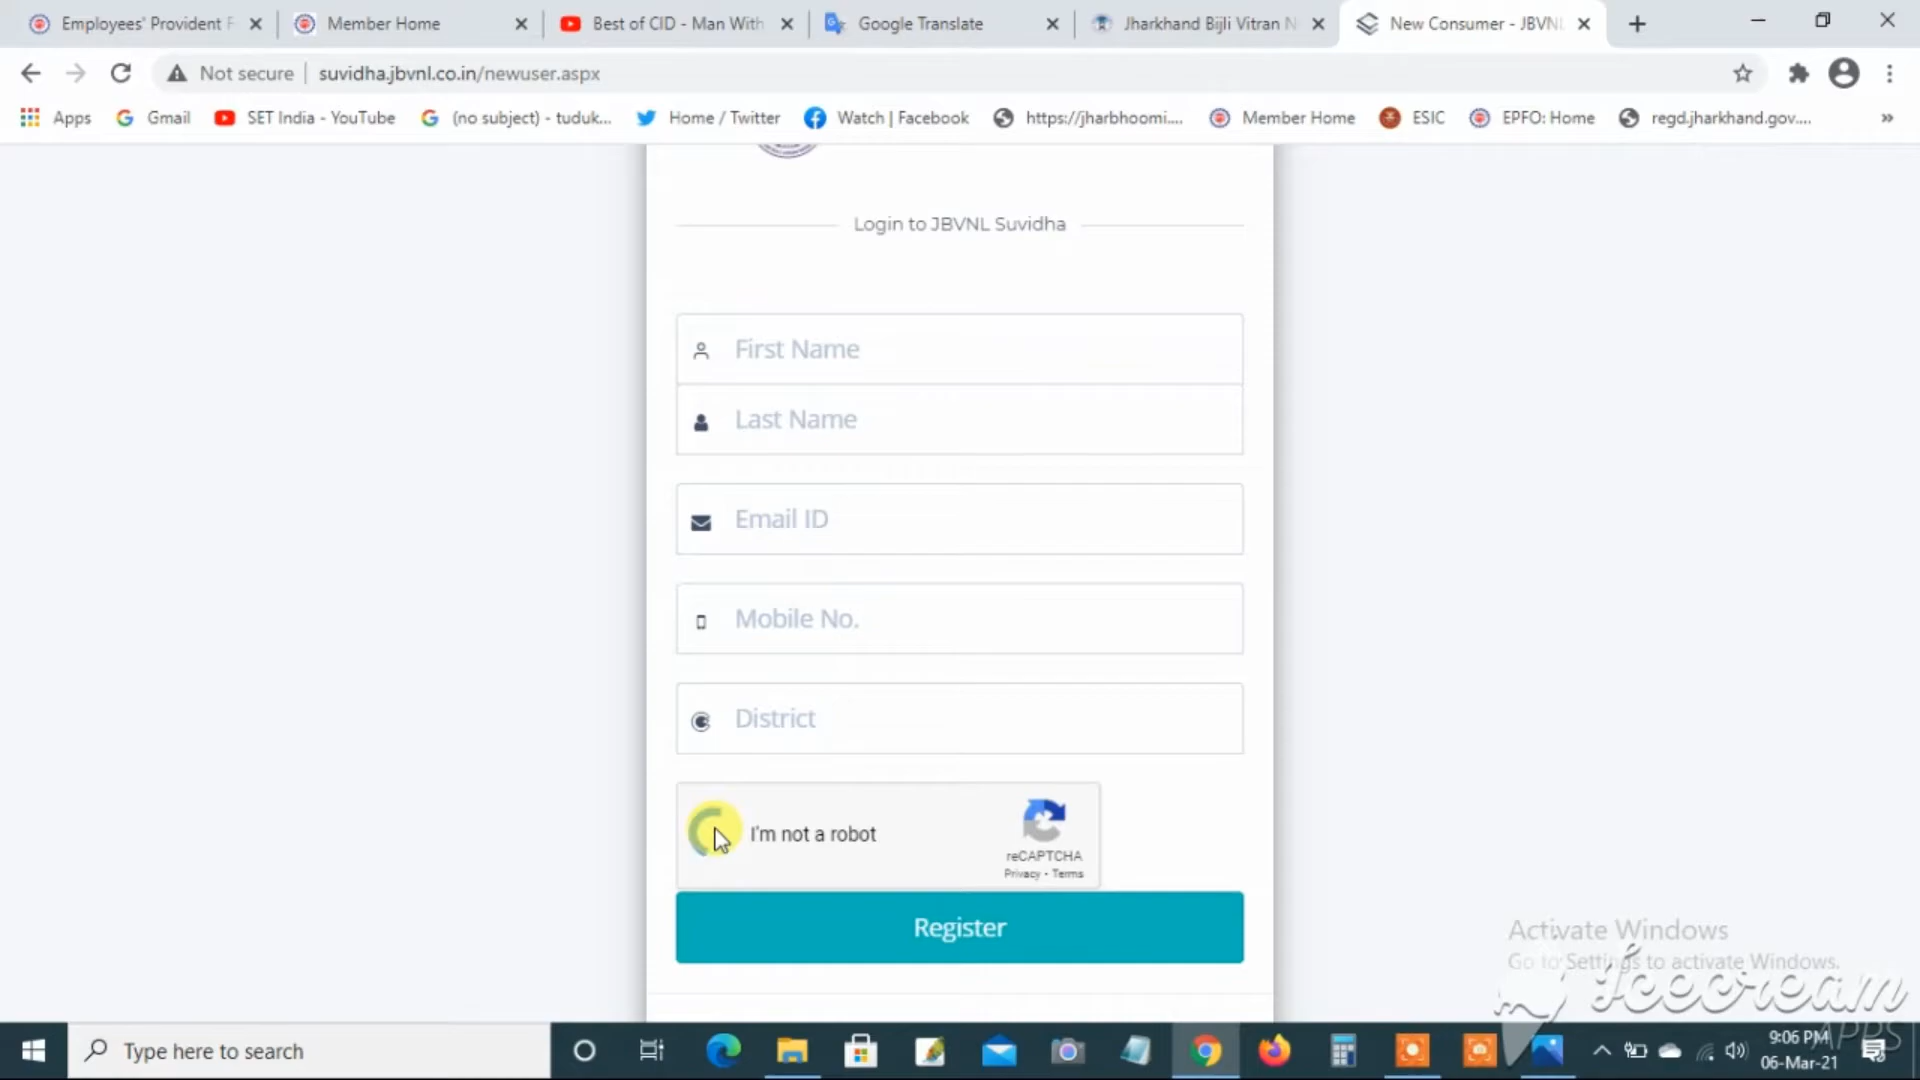 Employees' Provident F
Member Home
Best of CID - Man With
Google Translate
Jharkhand Bijli Vitran N
New Consumer - JBVNL
Not secure
suvidha.jbvnl.co.in/newuser.aspx
Apps
Gmail
SET India - YouTube
(no subject) - tuduk...
Home / Twitter
Watch | Facebook
https://jharbhoomi....
Member Home
ESIC
EPFO: Home
regd.jharkhand.gov....
»
Login to JBVNL Suvidha
First Name
Last Name
Email ID
Mobile No.
District
I'm not a robot
reCAPTCHA
Privacy - Terms
Register
Activate Windows
Go to Settings to activate Windows.
Icecream
APPS
Type here to search
9:06 PM
06-Mar-21